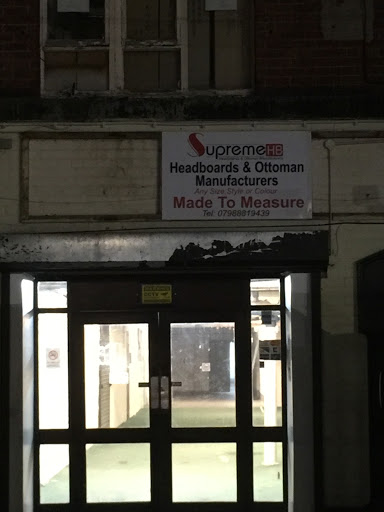 SupremeHB
Headboards & Ottoman
Manufacturers
Any Size Style or Colour
Made To Measure
Tel: 07988819439